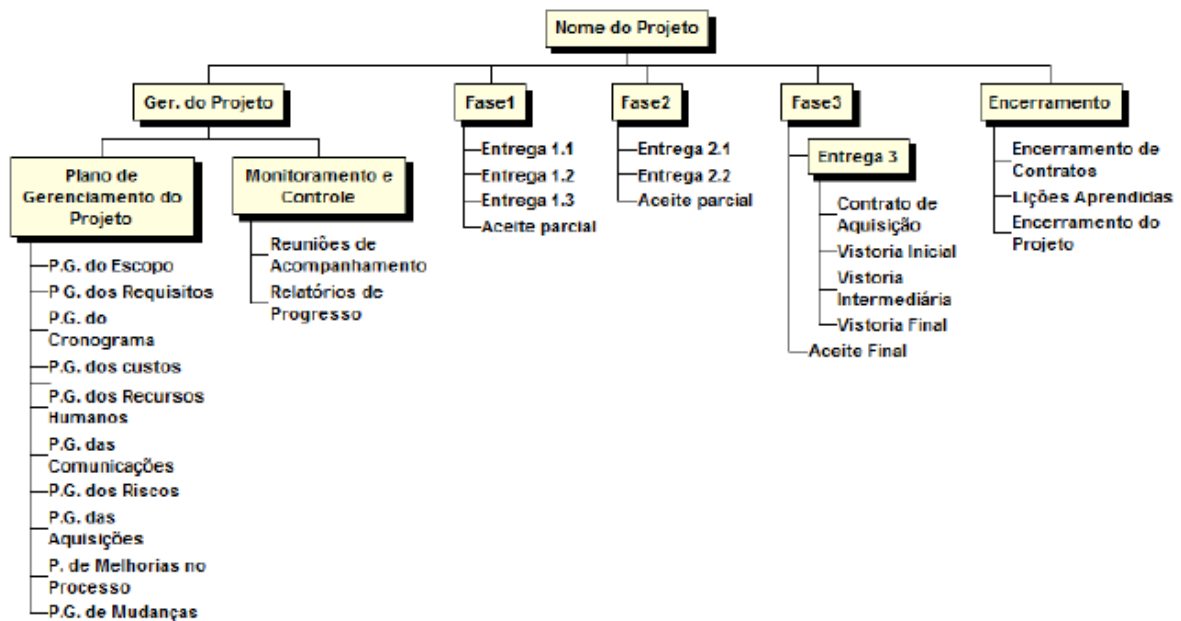 Nome do Projeto
Ger. do Projeto
Fase1
Fase2
Fase3
Encerramento
Plano de
Gerenciamento do
Projeto
P.G. do Escopo
P G. dos Requisitos
P.G. do
Cronograma
P.G. dos custos
P.G. dos Recursos
Humanos
P.G. das
Comunicações
P.G. dos Riscos
P.G. das
Aquisições
P. de Melhorias no
Processo
P.G. de Mudanças
Monitoramento e
Controle
Reuniões de
Acompanhamento
Relatórios de
Progresso
Entrega 1.1
Entrega 1.2
Entrega 1.3
Aceite parcial
Entrega 2.1
Entrega 2.2
Aceite parcial
Entrega 3
Contrato de
Aquisição
Vistoria Inicial
Vistoria
Intermediária
Vistoria Final
Aceite Final
Encerramento de
Contratos
Lições Aprendidas
Encerramento do
Projeto